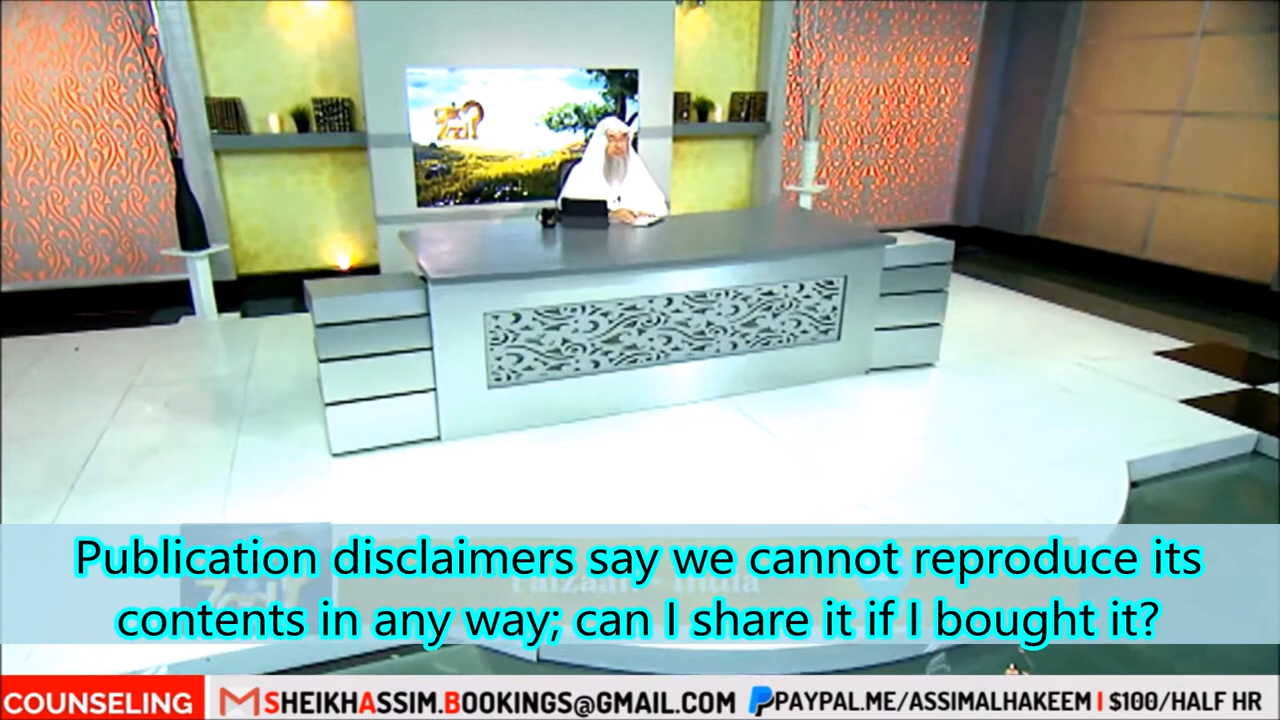 Publication disclaimers say we cannot reproduce its
contents in any way; can I share it if I bought it?
COUNSELING
SHEIKHASSIM.BOOKINGS@GMAIL.COM
PAYPAL.ME/ASSIMALHAKEEM | $100/HALF HR